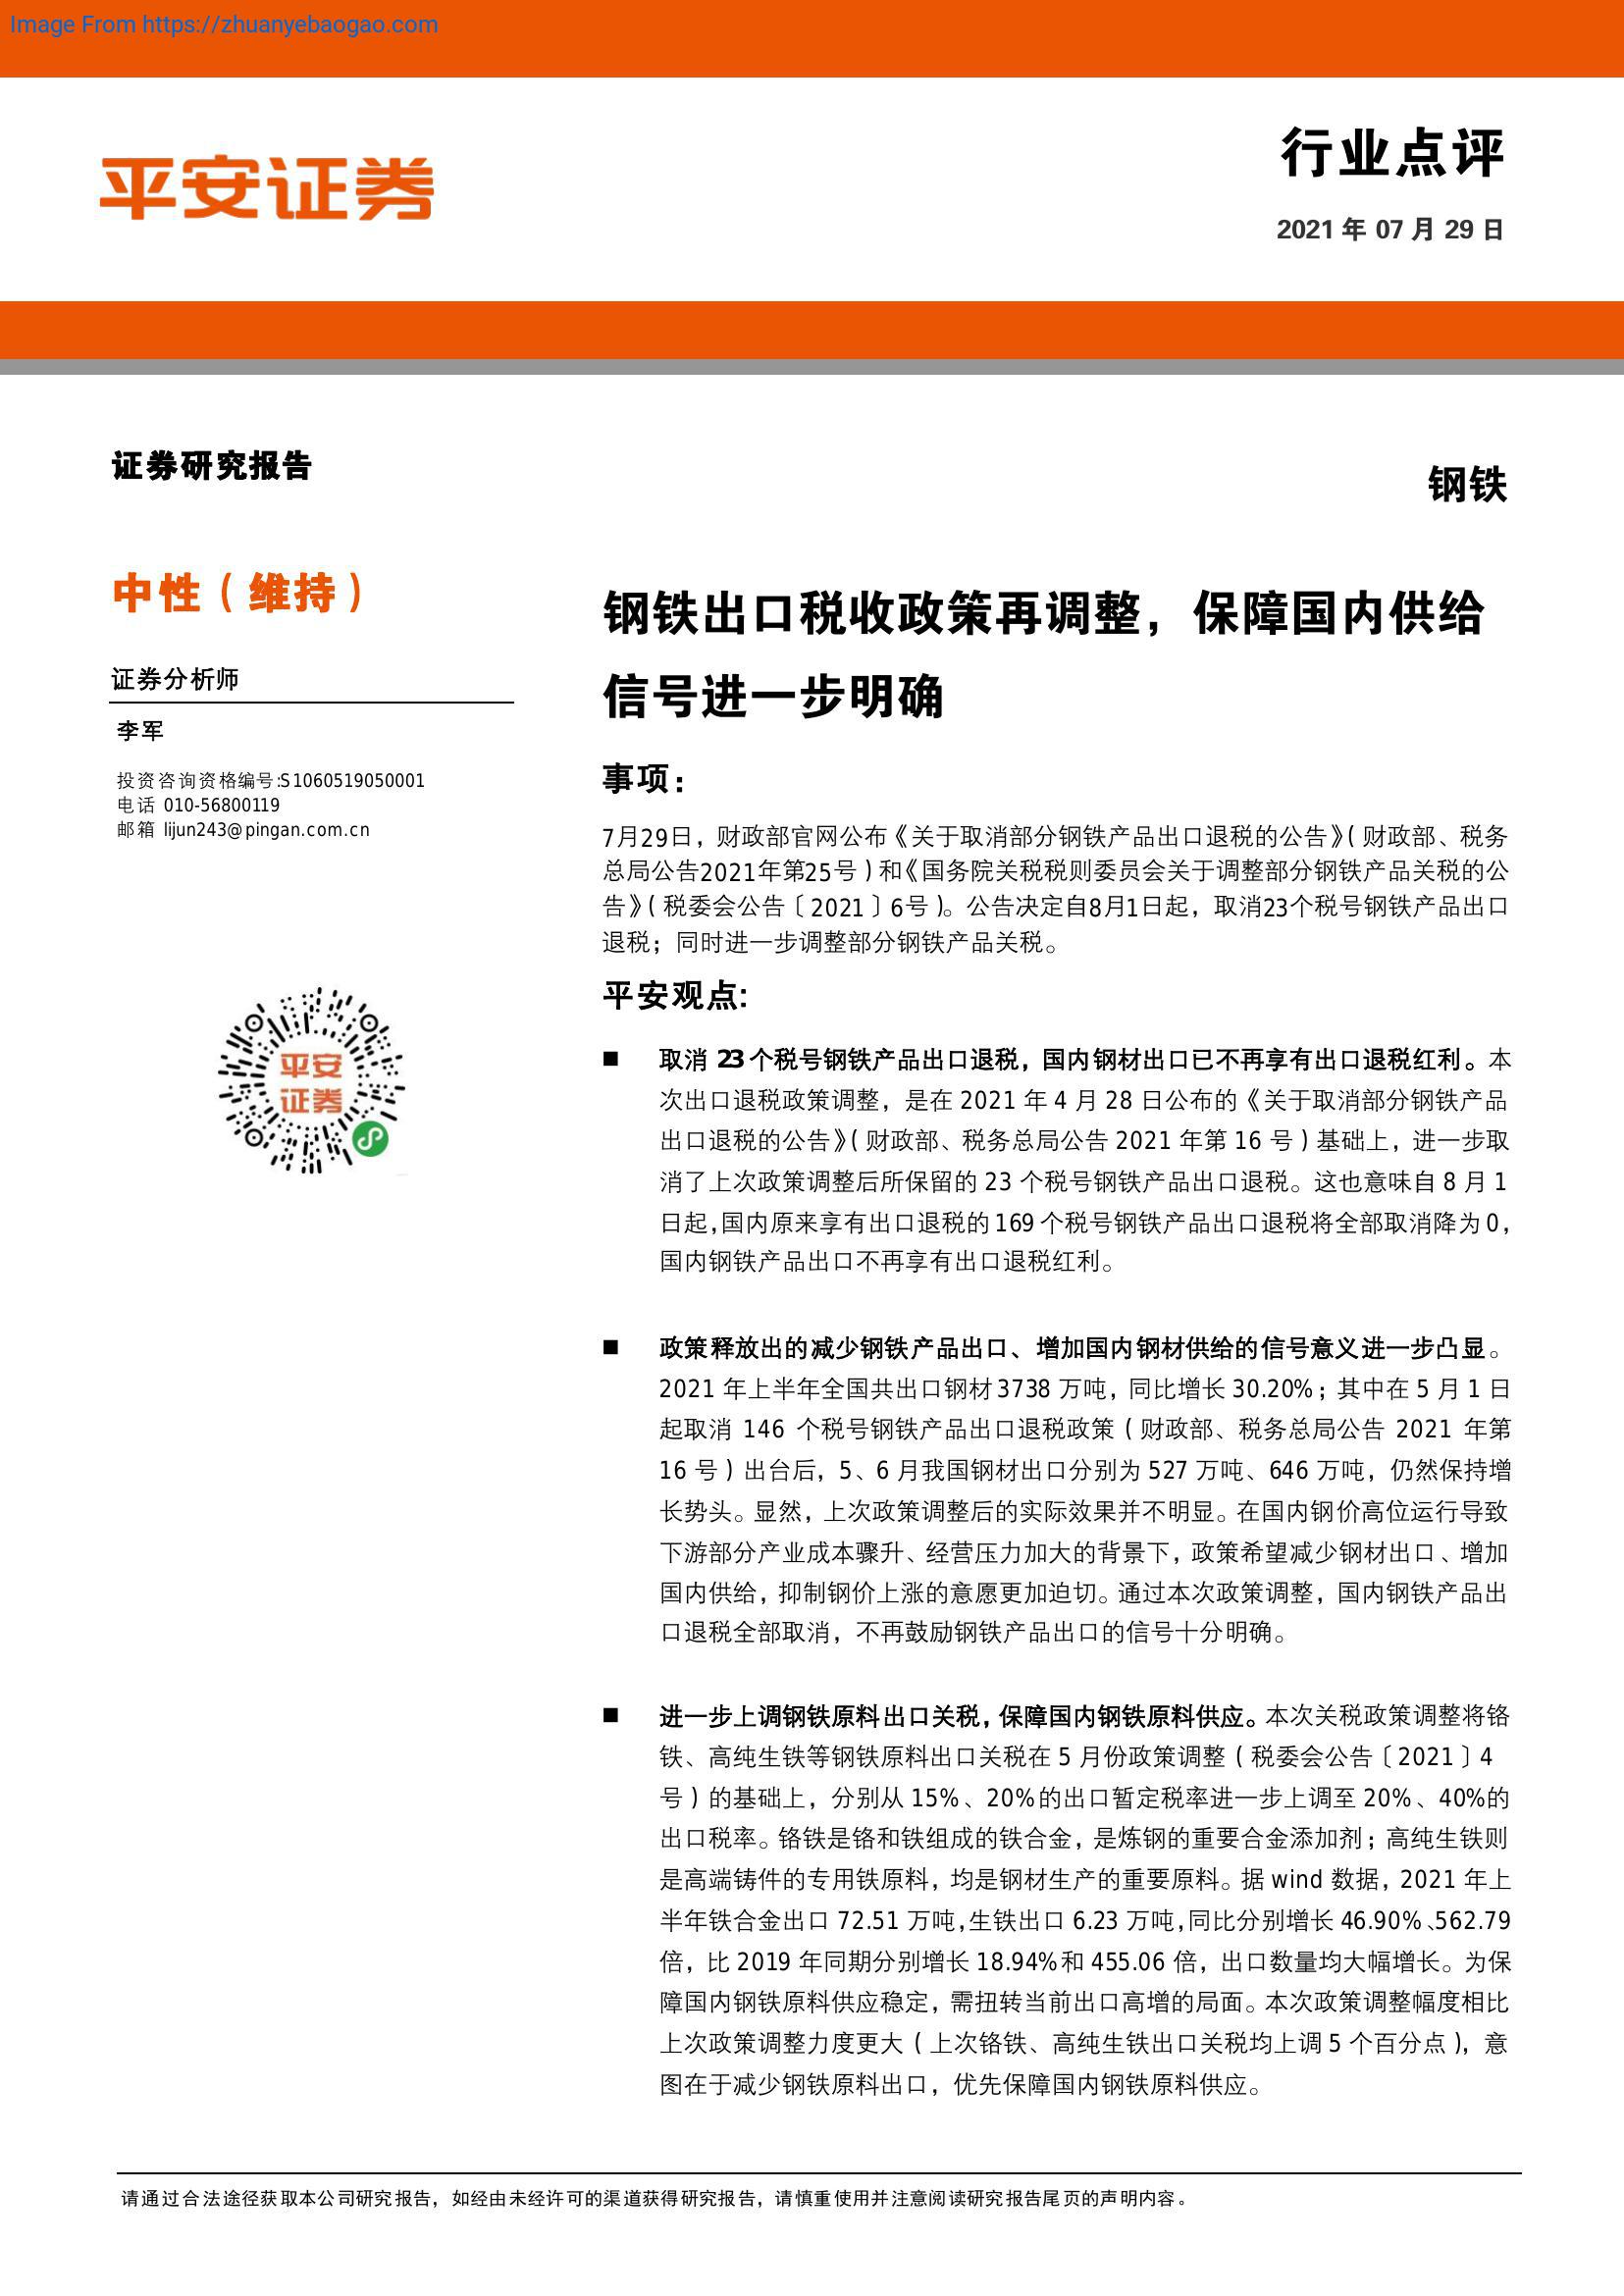 Image From https://zhuanyebaogao.com
平安证券
行业点评
2021 年 07 月 29 日
证券研究报告
钢铁
中性（维持）
证券分析师
李军
投资咨询资格编号:S1060519050001
电话 010-56800119
邮箱 lijun243@pingan.com.cn
平安
证券
钢铁出口税收政策再调整，保障国内供给
信号进一步明确
事项：
7月29日，财政部官网公布《关于取消部分钢铁产品出口退税的公告》（财政部、税务
总局公告2021年第25号）和《国务院关税税则委员会关于调整部分钢铁产品关税的公
告》（税委会公告〔2021〕6号）。公告决定自8月1日起，取消23个税号钢铁产品出口
退税；同时进一步调整部分钢铁产品关税。
平安观点:
■ 取消 23 个税号钢铁产品出口退税，国内钢材出口已不再享有出口退税红利。本
次出口退税政策调整，是在 2021 年 4 月 28 日公布的《关于取消部分钢铁产品
出口退税的公告》（财政部、税务总局公告 2021 年第 16 号）基础上，进一步取
消了上次政策调整后所保留的 23 个税号钢铁产品出口退税。这也意味自 8 月 1
日起，国内原来享有出口退税的 169 个税号钢铁产品出口退税将全部取消降为 0，
国内钢铁产品出口不再享有出口退税红利。
■ 政策释放出的减少钢铁产品出口、增加国内钢材供给的信号意义进一步凸显。
2021 年上半年全国共出口钢材 3738 万吨，同比增长 30.20%；其中在 5 月 1 日
起取消 146 个税号钢铁产品出口退税政策（财政部、税务总局公告 2021 年第
16 号）出台后，5、6 月我国钢材出口分别为 527 万吨、646 万吨，仍然保持增
长势头。显然，上次政策调整后的实际效果并不明显。在国内钢价高位运行导致
下游部分产业成本骤升、经营压力加大的背景下，政策希望减少钢材出口、增加
国内供给，抑制钢价上涨的意愿更加迫切。通过本次政策调整，国内钢铁产品出
口退税全部取消，不再鼓励钢铁产品出口的信号十分明确。
■ 进一步上调钢铁原料出口关税，保障国内钢铁原料供应。本次关税政策调整将铬
铁、高纯生铁等钢铁原料出口关税在 5 月份政策调整（税委会公告〔2021〕4
号）的基础上，分别从 15%、20%的出口暂定税率进一步上调至 20%、40%的
出口税率。铬铁是铬和铁组成的铁合金，是炼钢的重要合金添加剂；高纯生铁则
是高端铸件的专用铁原料，均是钢材生产的重要原料。据 wind 数据，2021 年上
半年铁合金出口 72.51 万吨，生铁出口 6.23 万吨，同比分别增长 46.90%、562.79
倍，比 2019 年同期分别增长 18.94%和 455.06 倍，出口数量均大幅增长。为保
障国内钢铁原料供应稳定，需扭转当前出口高增的局面。本次政策调整幅度相比
上次政策调整力度更大（上次铬铁、高纯生铁出口关税均上调 5 个百分点），意
图在于减少钢铁原料出口，优先保障国内钢铁原料供应。
请通过合法途径获取本公司研究报告，如经由未经许可的渠道获得研究报告，请慎重使用并注意阅读研究报告尾页的声明内容。